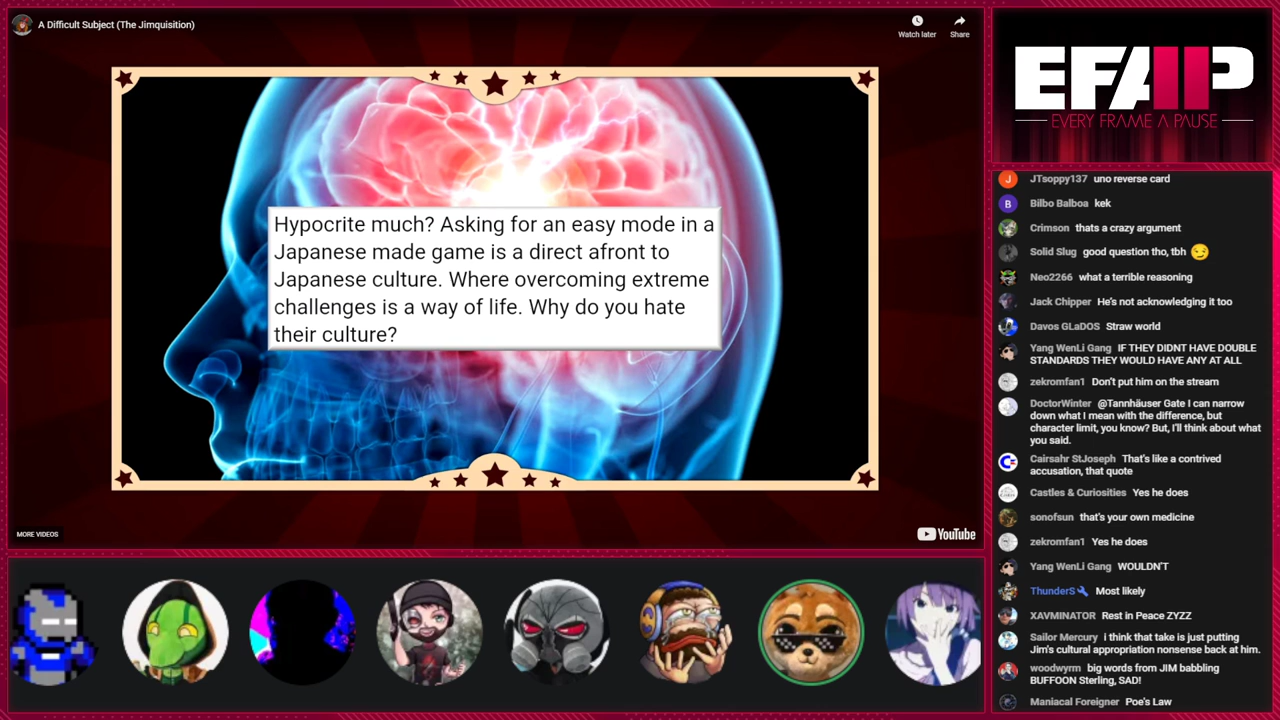 A Difficult Subject (The Jimquisition)
Watch later
Share
Hypocrite much? Asking for an easy mode in a
Japanese made game is a direct afront to
Japanese culture. Where overcoming extreme
challenges is a way of life. Why do you hate
their culture?
MORE VIDEOS
YouTube
EFAP
EVERY FRAME A PAUSE
J
JTsoppy137 uno reverse card
B
Bilbo Balboa kek
Crimson thats a crazy argument
Solid Slug good question tho, tbh 😏
Neo2266 what a terrible reasoning
Jack Chipper He's not acknowledging it too
Davos GLaDOS Straw world
Yang WenLi Gang IF THEY DIDNT HAVE DOUBLE
STANDARDS THEY WOULD HAVE ANY AT ALL
zekromfan1 Don't put him on the stream
DoctorWinter @Tannhäuser Gate I can narrow
down what I mean with the difference, but
character limit, you know? But, I'll think about what
you said.
Cairsahr StJoseph That's like a contrived
accusation, that quote
Castles & Curiosities Yes he does
sonofsun that's your own medicine
zekromfan1 Yes he does
Yang WenLi Gang WOULDN'T
ThunderS Most likely
XAVMINATOR Rest in Peace ZYZZ
Sailor Mercury i think that take is just putting
Jim's cultural appropriation nonsense back at him.
woodwyrm big words from JIM babbling
BUFFOON Sterling, SAD!
Maniacal Foreigner Poe's Law